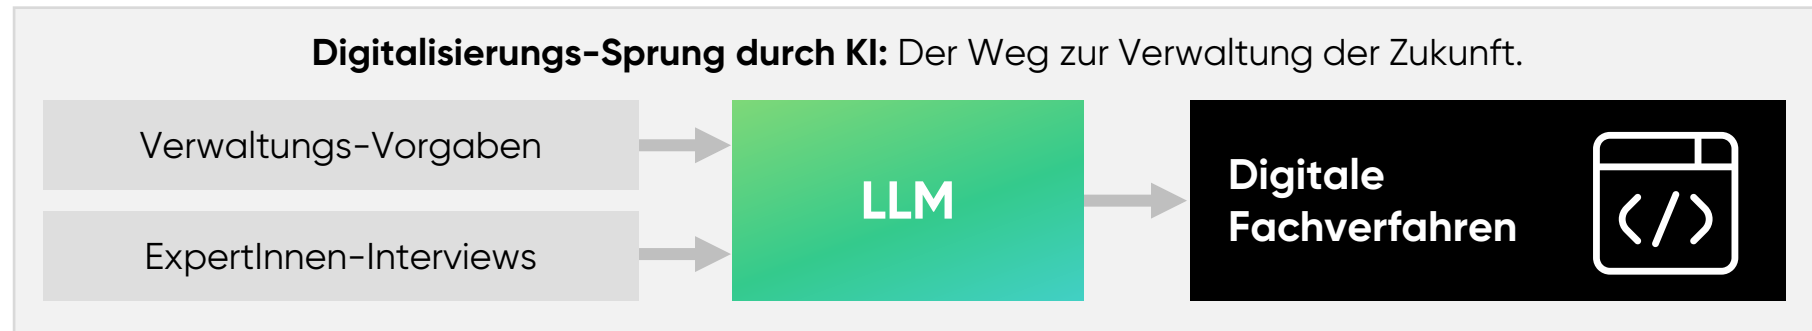 Digitalisierungs-Sprung durch KI: Der Weg zur Verwaltung der Zukunft.
Verwaltungs-Vorgaben
ExpertInnen-Interviews
LLM
Digitale
Fachverfahren
<//>